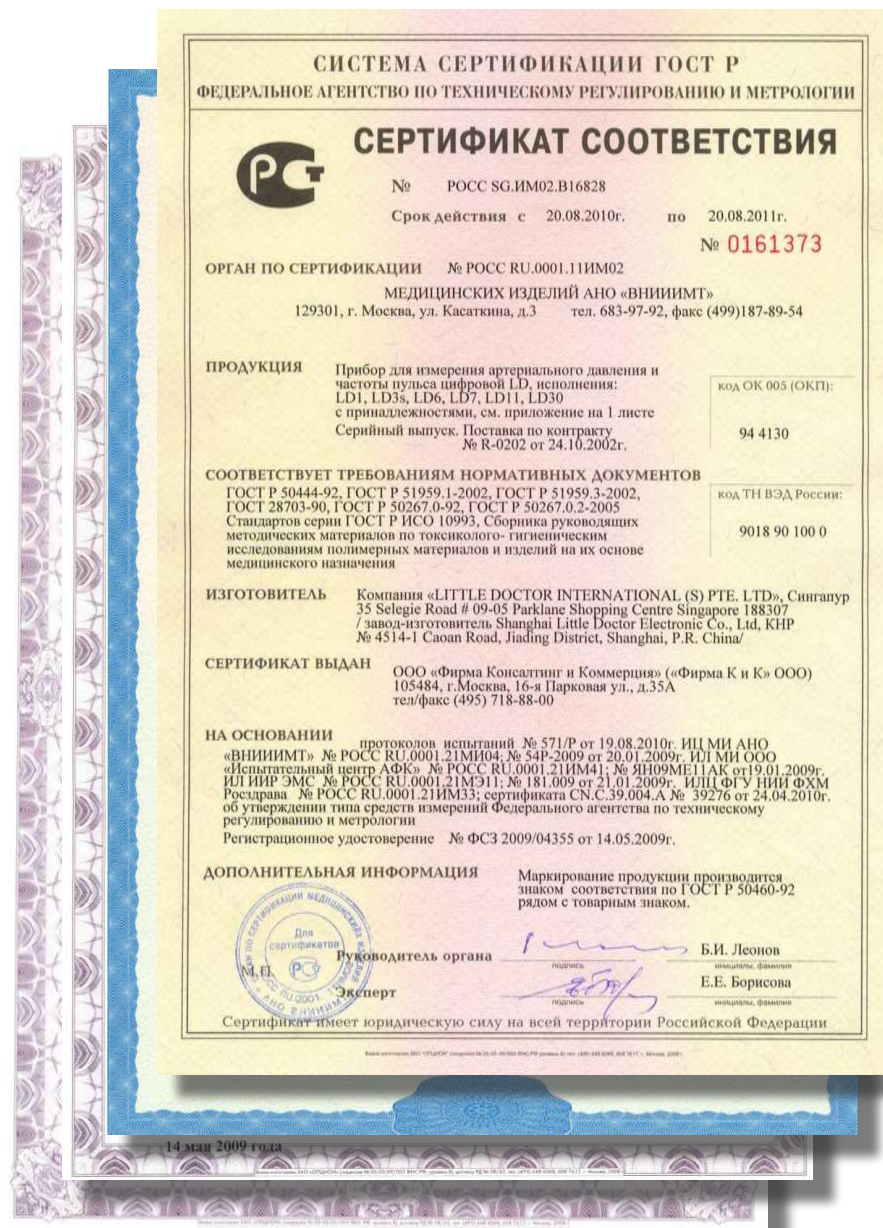 СИСТЕМА СЕРТИФИКАЦИИ ГОСТ Р
ФЕДЕРАЛЬНОЕ АГЕНТСТВО ПО ТЕХНИЧЕСКОМУ РЕГУЛИРОВАНИЮ И МЕТРОЛОГИИ
СЕРТИФИКАТ СООТВЕТСТВИЯ
№ РОСС SG.ИМ02.В16828
Срок действия с 20.08.2010г. по 20.08.2011г.
№ 0161373
ОРГАН ПО СЕРТИФИКАЦИИ № РОСС RU.0001.11ИМ02
МЕДИЦИНСКИХ ИЗДЕЛИЙ АНО «ВНИИИМТ»
129301, г. Москва, ул. Касаткина, д.3 тел. 683-97-92, факс (499)187-89-54
ПРОДУКЦИЯ
Прибор для измерения артериального давления и
частоты пульса цифровой LD, исполнения:
LD1, LD3s, LD6, LD7, LD11, LD30
с принадлежностями, см. приложение на 1 листе
Серийный выпуск. Поставка по контракту
№ R-0202 от 24.10.2002г.
код ОК 005 (ОКП):
94 4130
СООТВЕТСТВУЕТ ТРЕБОВАНИЯМ НОРМАТИВНЫХ ДОКУМЕНТОВ
ГОСТ Р 50444-92, ГОСТ Р 51959.1-2002, ГОСТ Р 51959.3-2002,
ГОСТ 28703-90, ГОСТ Р 50267.0-92, ГОСТ Р 50267.0.2-2005
Стандартов серии ГОСТ Р ИСО 10993, Сборника руководящих
методических материалов по токсиколого- гигиеническим
исследованиям полимерных материалов и изделий на их основе
медицинского назначения
код ТН ВЭД России:
9018 90 100 0
ИЗГОТОВИТЕЛЬ
Компания «LITTLE DOCTOR INTERNATIONAL (S) PTE. LTD», Сингапур
35 Selegie Road # 09-05 Parklane Shopping Centre Singapore 188307
/ завод-изготовитель Shanghai Little Doctor Electronic Co., Ltd, КНР
№ 4514-1 Caoan Road, Jiading District, Shanghai, P.R. China/
СЕРТИФИКАТ ВЫДАН
ООО «Фирма Консалтинг и Коммерция» («Фирма К и К» ООО)
105484, г.Москва, 16-я Парковая ул., д.35А
тел/факс (495) 718-88-00
НА ОСНОВАНИИ
протоколов испытаний № 571/Р от 19.08.2010г. ИЦ МИ АНО
«ВНИИИМТ» № РОСС RU.0001.21МИ04; № 54Р-2009 от 20.01.2009г. ИЛ МИ ООО
«Испытательный центр АФК» № РОСС RU.0001.21ИМ41; № ЯН09МЕ11АК от19.01.2009г.
ИЛ ИИР ЭМС № РОСС RU.0001.21МЭ11; № 181.009 от 21.01.2009г. ИЛЦ ФГУ НИИ ФХМ
Росздрава № РОСС RU.0001.21ИМ33; сертификата CN.C.39.004.A № 39276 от 24.04.2010г.
об утверждении типа средств измерений Федерального агентства по техническому
регулированию и метрологии
Регистрационное удостоверение № ФСЗ 2009/04355 от 14.05.2009г.
ДОПОЛНИТЕЛЬНАЯ ИНФОРМАЦИЯ
Маркирование продукции производится
знаком соответствия по ГОСТ Р 50460-92
рядом с товарным знаком.
Для
сертификатов
М.П.
Руководитель органа
подпись
Б.И. Леонов
инициалы, фамилия
Эксперт
подпись
Е.Е. Борисова
инициалы, фамилия
Сертификат имеет юридическую силу на всей территории Российской Федерации
14 мая 2009 года